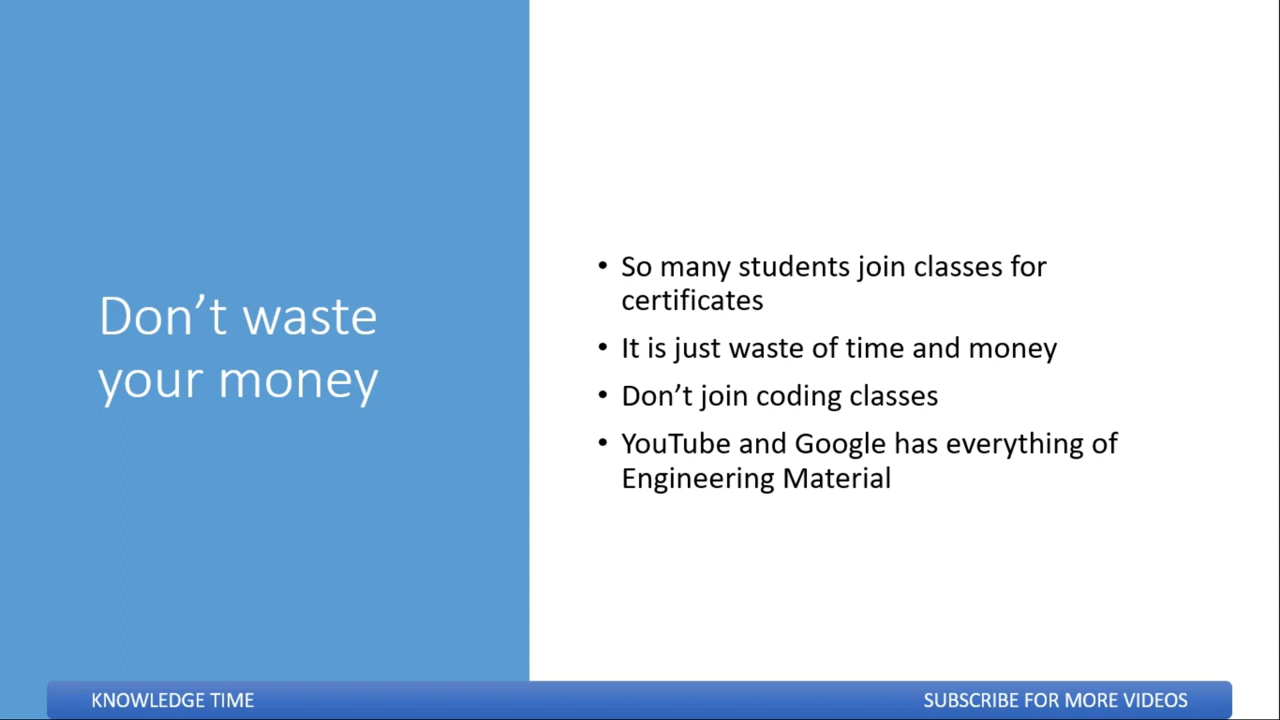 Don’t waste
your money
• So many students join classes for
certificates
• It is just waste of time and money
• Don’t join coding classes
• YouTube and Google has everything of
Engineering Material
KNOWLEDGE TIME
SUBSCRIBE FOR MORE VIDEOS